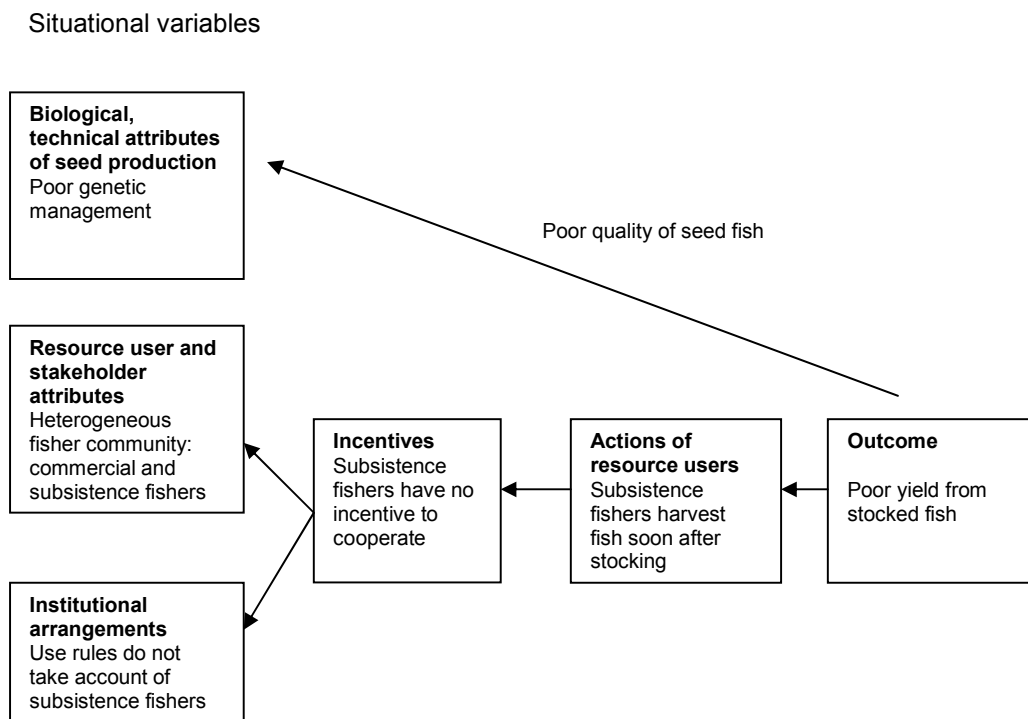 Situational variables
Biological,
technical attributes
of seed production
Poor genetic
management
Poor quality of seed fish
Resource user and
stakeholder
attributes
Heterogeneous
fisher community:
commercial and
subsistence fishers
Incentives
Subsistence
fishers have no
incentive to
cooperate
Actions of
resource users
Subsistence
fishers harvest
fish soon after
stocking
Outcome
Poor yield from
stocked fish
Institutional
arrangements
Use rules do not
take account of
subsistence fishers